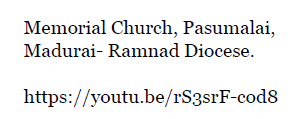 Memorial Church, Pasumalai,
Madurai- Ramnad Diocese.
https://youtu.be/rS3srF-cod8